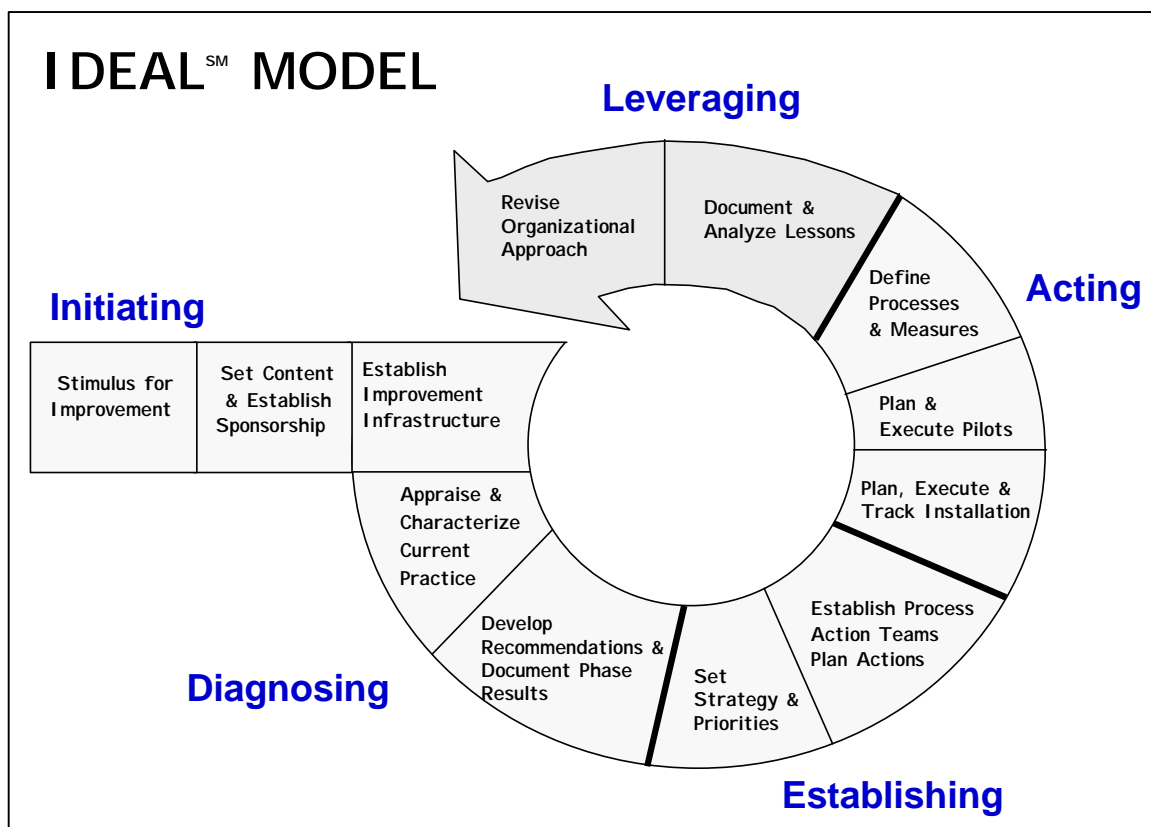 IDEAL℠ MODEL
Leveraging
Revise
Organizational
Approach
Document &
Analyze Lessons
Acting
Define
Processes
& Measures
Initiating
Stimulus for
Improvement
Set Content
& Establish
Sponsorship
Establish
Improvement
Infrastructure
Plan &
Execute Pilots
Plan, Execute &
Track Installation
Appraise &
Characterize
Current
Practice
Establish Process
Action Teams
Plan Actions
Develop
Recommendations &
Document Phase
Results
Set
Strategy &
Priorities
Diagnosing
Establishing